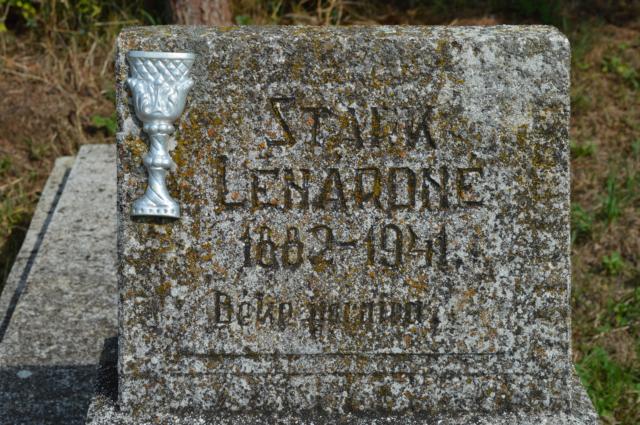 STARK
LENARDNÉ
1882-1941.
Béke poraira.